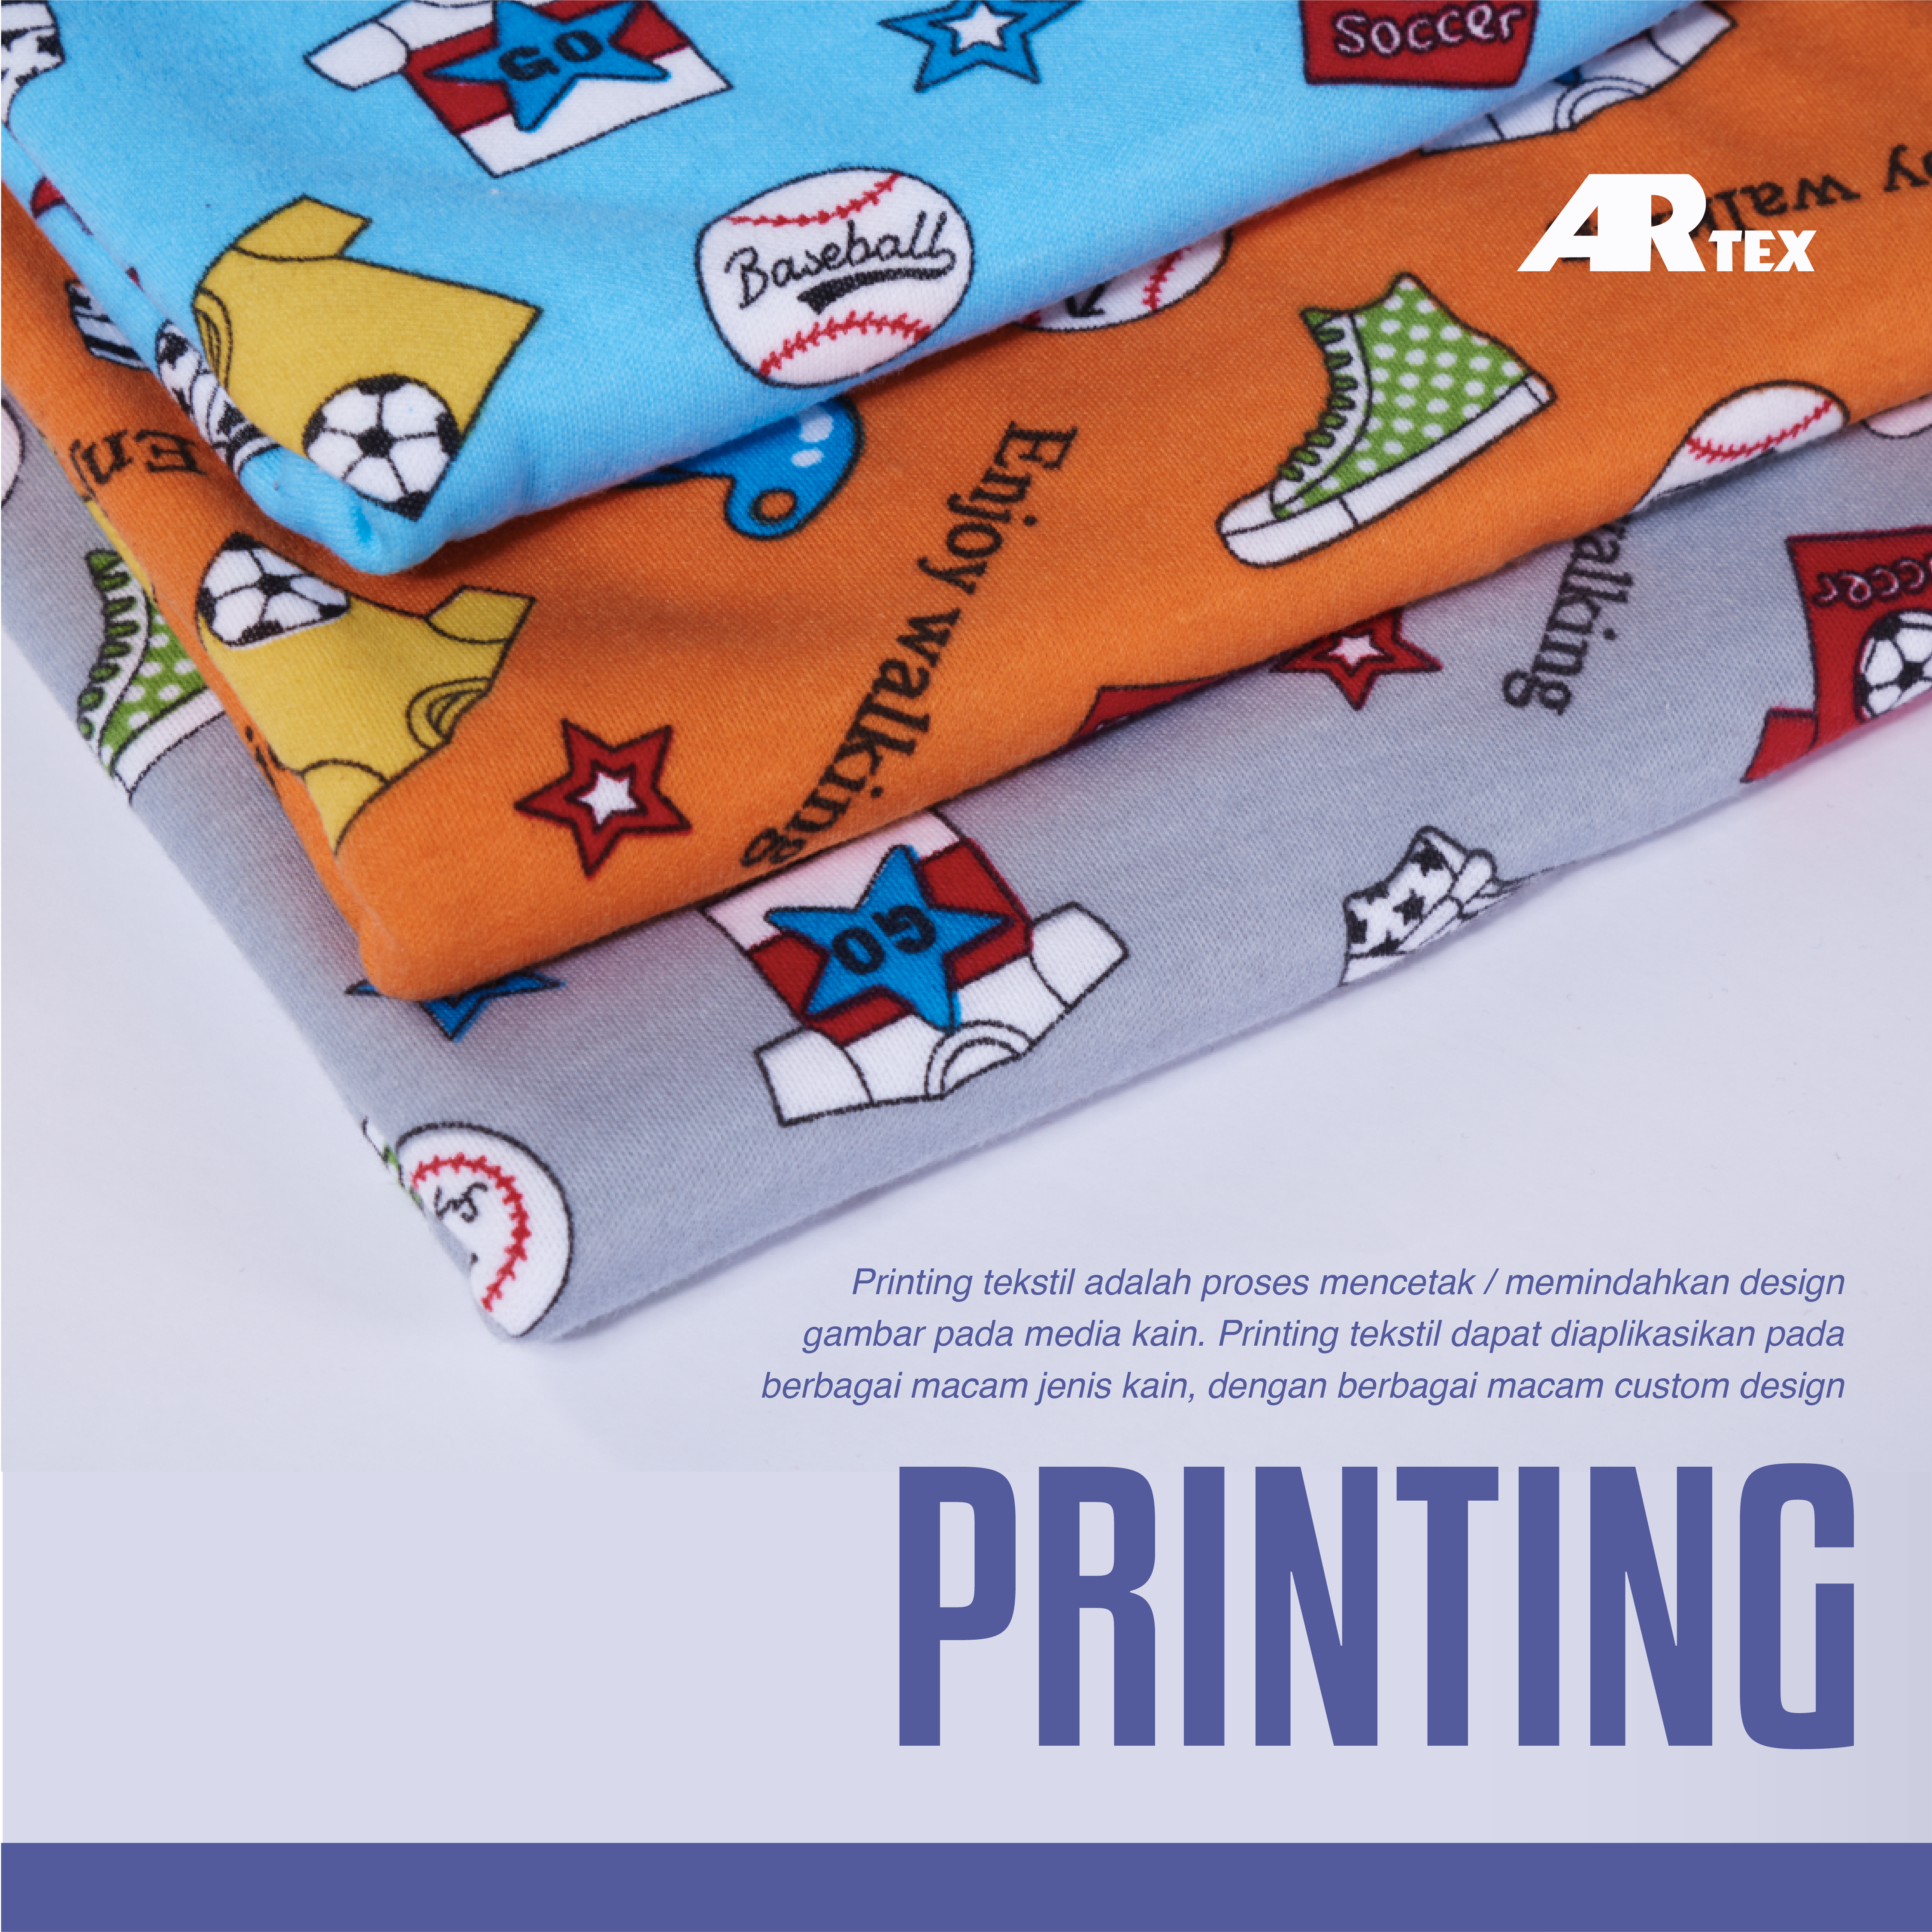 GO
Soccer
Baseball
ARTEX
Enjoy walking
walking
Soccer
GO
Printing tekstil adalah proses mencetak / memindahkan design
gambar pada media kain. Printing tekstil dapat diaplikasikan pada
berbagai macam jenis kain, dengan berbagai macam custom design
PRINTING